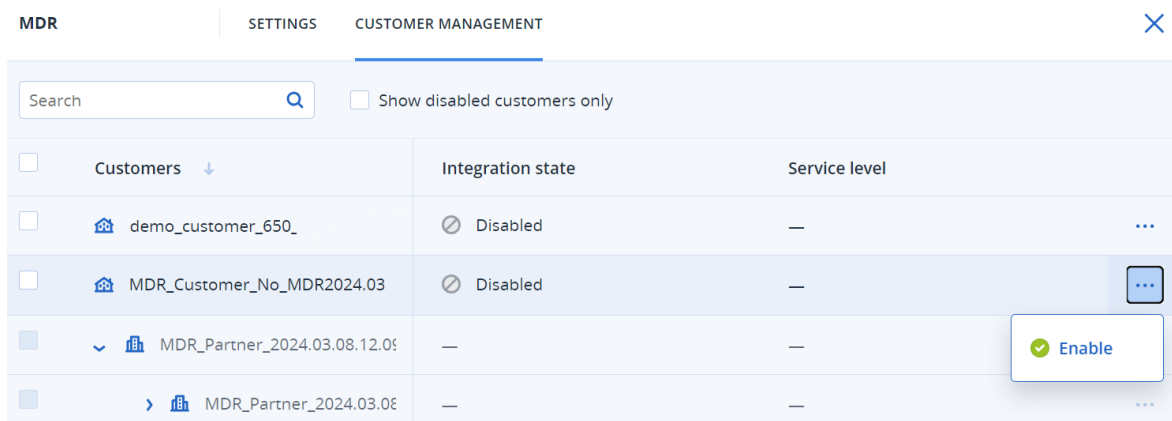 MDR SETTINGS CUSTOMER MANAGEMENT
Search Show disabled customers only
Customers Integration state Service level
demo_customer_650_ Disabled —
MDR_Customer_No_MDR2024.03 Disabled —
MDR_Partner_2024.03.08.12.09 — —
Enable
MDR_Partner_2024.03.08 — —